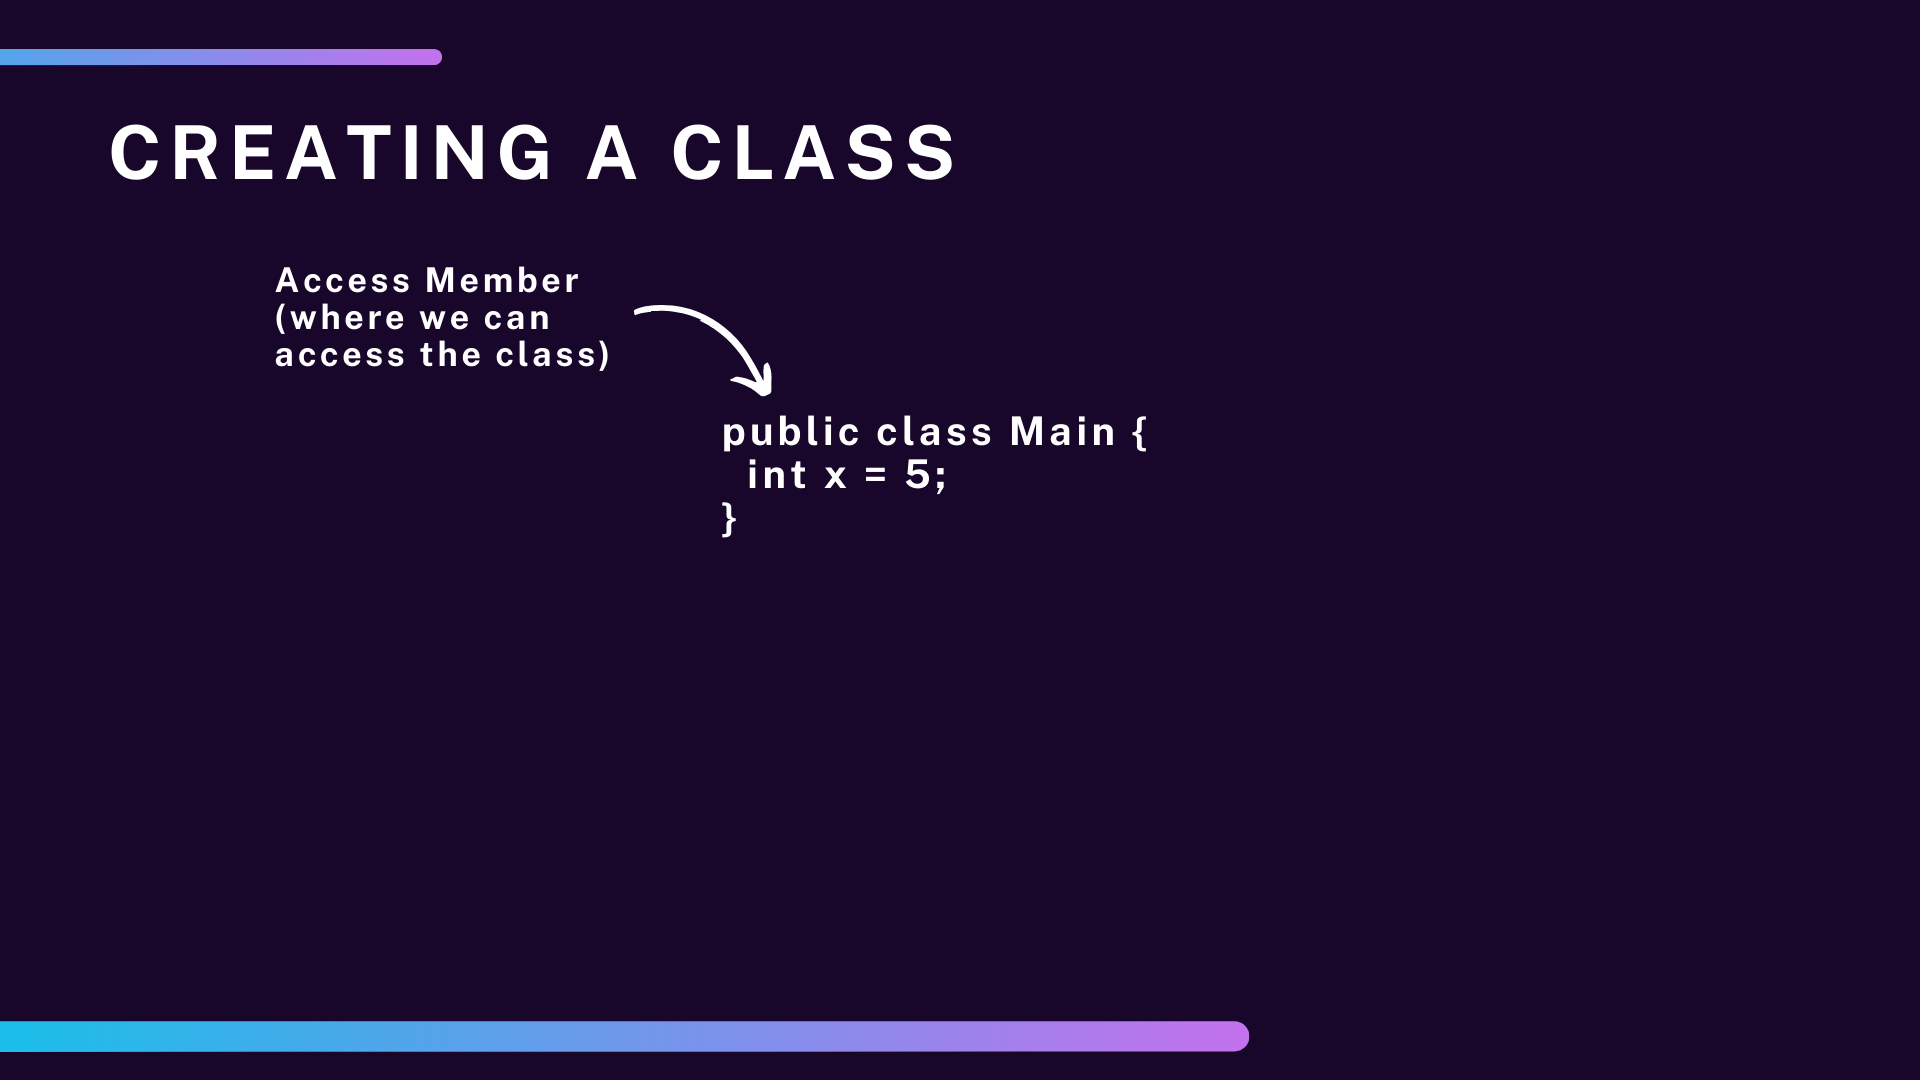 CREATING A CLASS
Access Member
(where we can
access the class)
public class Main {
  int x = 5;
}